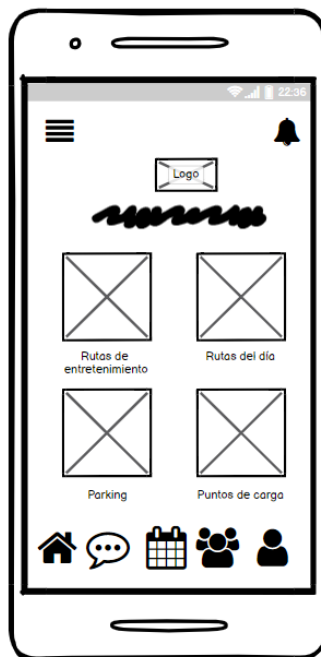 22:36
Logo
Rutas de
entretenimiento
Rutas del día
Parking
Puntos de carga